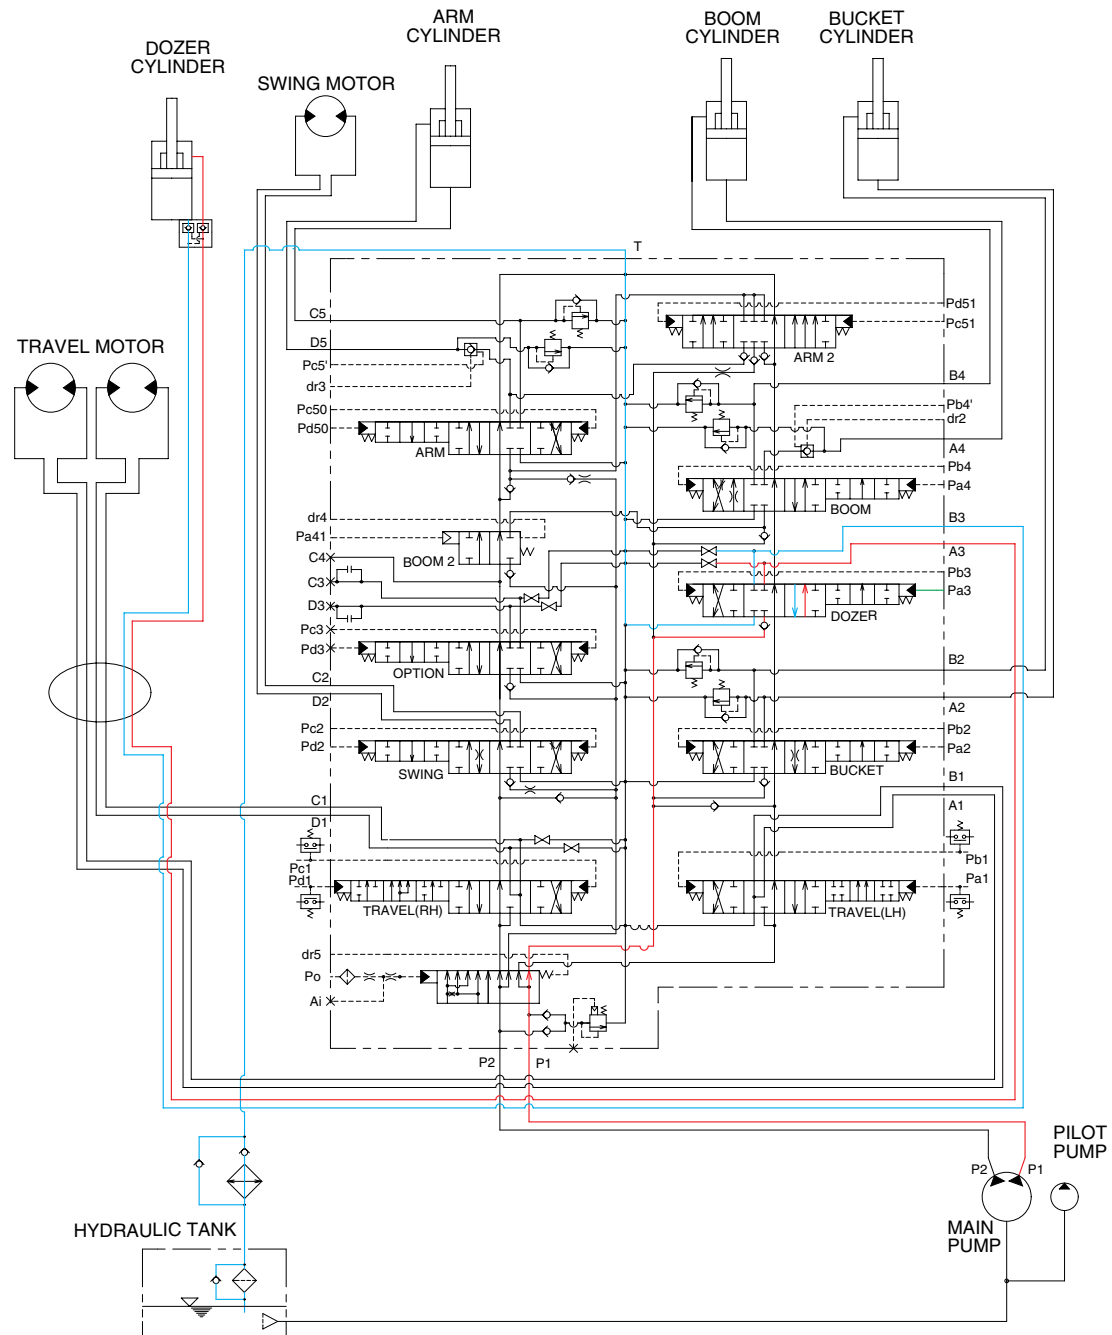 ARM
CYLINDER
BOOM
CYLINDER
BUCKET
CYLINDER
DOZER
CYLINDER
SWING MOTOR
TRAVEL MOTOR
T
C5
D5
Pc5'
dr3
Pc50
Pd50
ARM
dr4
Pa41
BOOM 2
C4
C3
D3
Pc3
Pd3
OPTION
C2
D2
Pc2
Pd2
SWING
C1
D1
Pc1
Pd1
TRAVEL(RH)
dr5
Po
Ai
Pd51
Pc51
ARM 2
B4
Pb4'
dr2
A4
Pb4
Pa4
BOOM
B3
A3
Pb3
Pa3
DOZER
B2
A2
Pb2
Pa2
BUCKET
B1
A1
Pb1
Pa1
TRAVEL(LH)
P2
P1
PILOT
PUMP
P2
P1
MAIN
PUMP
HYDRAULIC TANK